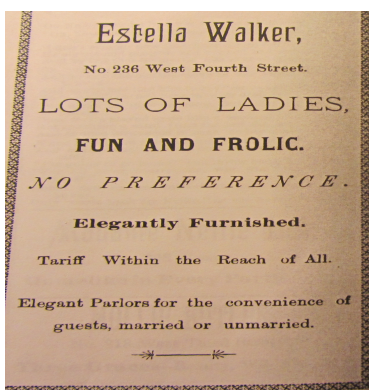 Estella Walker,
No 236 West Fourth Street.
LOTS OF LADIES,
FUN AND FROLIC.
NO PREFERENCE.
Elegantly Furnished.
Tariff Within the Reach of All.
Elegant Parlors for the convenience of
guests, married or unmarried.